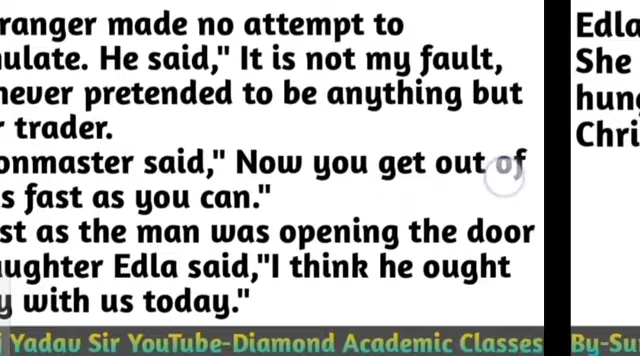 ranger made no attempt to
ulate. He said," It is not my fault,
never pretended to be anything but
r trader.
onmaster said," Now you get out of
s fast as you can."
st as the man was opening the door
aughter Edla said,"I think he ought
y with us today."
i Yadav Sir YouTube-Diamond Academic Classes
Edla
She
hung
Chri
By-Su